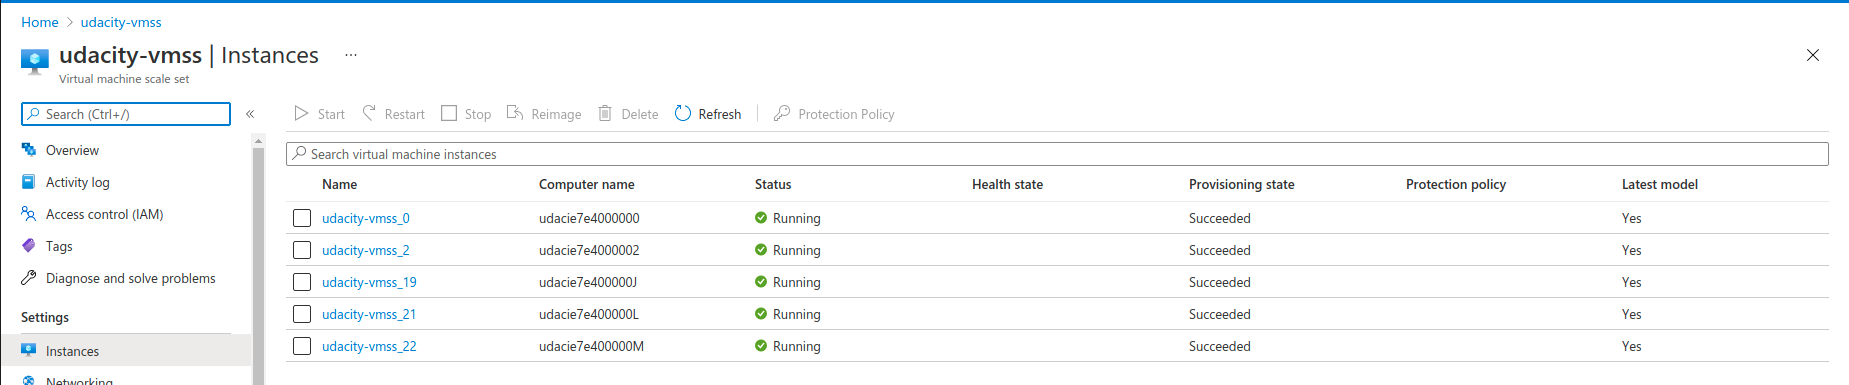 Home > udacity-vmss
udacity-vmss | Instances ...
Virtual machine scale set
Search (Ctrl+/) «
Start Restart Stop Reimage Delete Refresh Protection Policy
Search virtual machine instances
Overview
Activity log
Access control (IAM)
Tags
Diagnose and solve problems
Settings
Instances
Networking
Name Computer name Status Health state Provisioning state Protection policy Latest model
udacity-vmss_0 udacie7e4000000 Running Succeeded Yes
udacity-vmss_2 udacie7e4000002 Running Succeeded Yes
udacity-vmss_19 udacie7e400000J Running Succeeded Yes
udacity-vmss_21 udacie7e400000L Running Succeeded Yes
udacity-vmss_22 udacie7e400000M Running Succeeded Yes